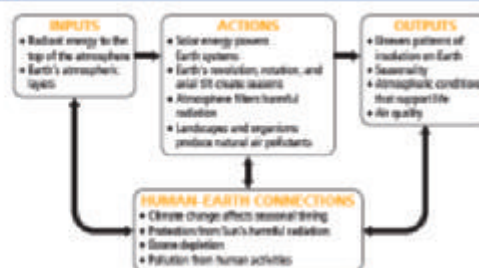 INPUTS
• Radiant energy to the
top of the atmosphere
• Earth's atmospheric
layers
ACTIONS
• Solar energy powers
Earth systems
• Earth's revolution, rotation, and
axial tilt create seasons
• Atmosphere filters harmful
radiation
• Landscapes and organisms
produce natural air pollutants
OUTPUTS
• Uneven patterns of
insolation on Earth
• Seasonality
• Atmospheric conditions
that support life
• Air quality
HUMAN-EARTH CONNECTIONS
• Climate change affects seasonal timing
• Protection from Sun's harmful radiation
• Ozone depletion
• Pollution from human activities